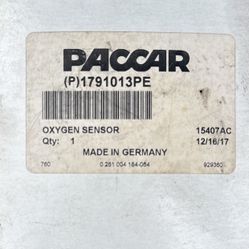 PACCAR
(P)1791013PE
OXYGEN SENSOR 15407AC
Qty: 1 12/16/17
MADE IN GERMANY
760 0 281 004 184-064 929360